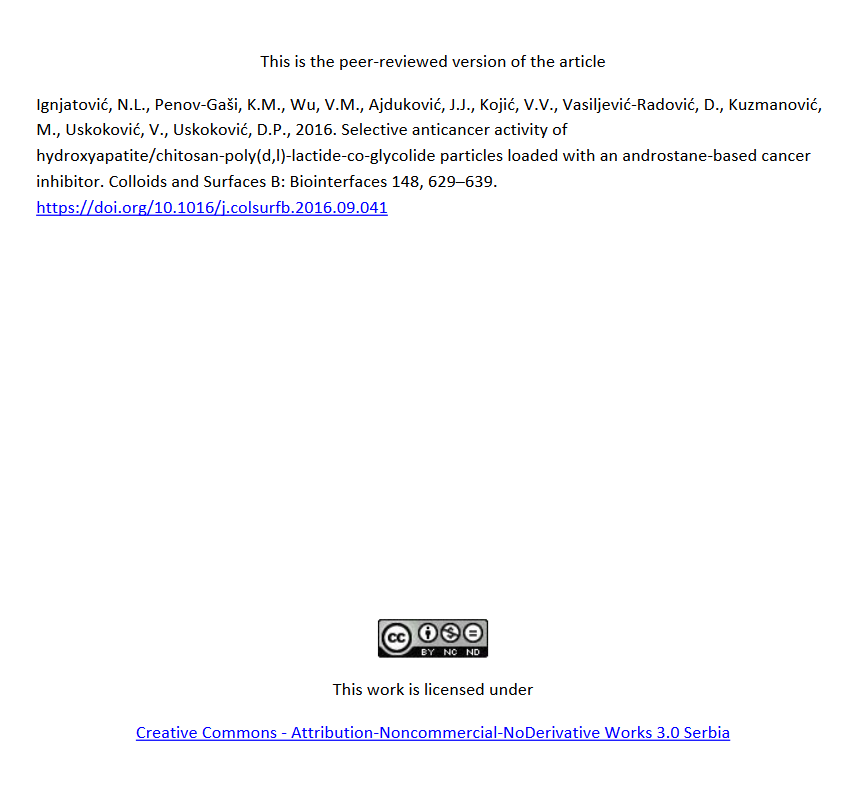 This is the peer-reviewed version of the article
Ignjatović, N.L., Penov-Gaši, K.M., Wu, V.M., Ajduković, J.J., Kojić, V.V., Vasiljević-Radović, D., Kuzmanović,
M., Uskoković, V., Uskoković, D.P., 2016. Selective anticancer activity of
hydroxyapatite/chitosan-poly(d,l)-lactide-co-glycolide particles loaded with an androstane-based cancer
inhibitor. Colloids and Surfaces B: Biointerfaces 148, 629–639.
https://doi.org/10.1016/j.colsurfb.2016.09.041
cc
BY NC ND
This work is licensed under
Creative Commons - Attribution-Noncommercial-NoDerivative Works 3.0 Serbia